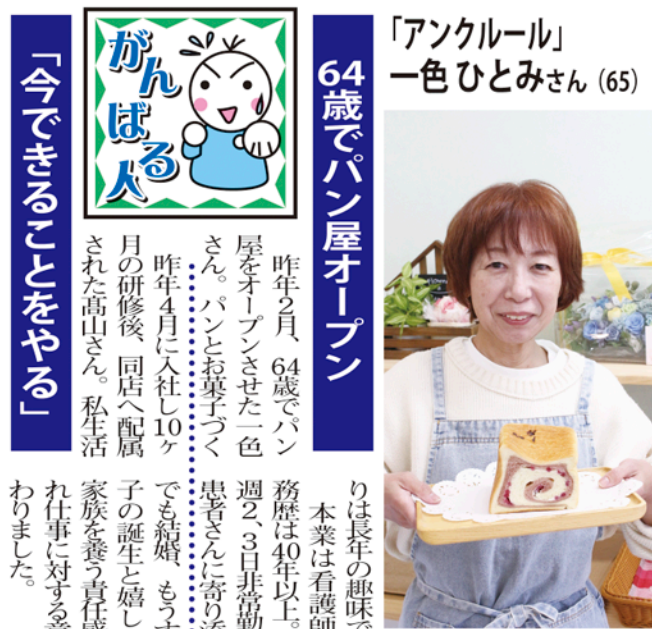 「アンクルール」
一色 ひとみさん（65）
64歳でパン屋オープン
がんばる人
「今できることをやる」
昨年2月、64歳でパン
屋をオープンさせた一色
さん。パンとお菓子づく
りは長年の趣味で
本業は看護師
務歴は40年以上。
週2、3日非常勤
患者さんに寄り添
昨年4月に入社し10ヶ
月の研修後、同店へ配属
された髙山さん。私生活
でも結婚、もうす
子の誕生と嬉し
家族を養う責任感
れ仕事に対する意
わりました。